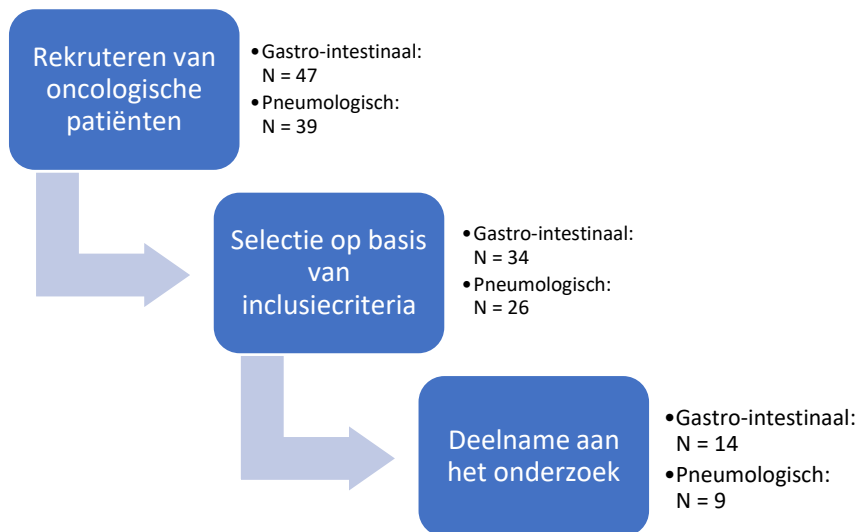 Rekruteren van
oncologische
patiënten
•Gastro-intestinaal:
N = 47
•Pneumologisch:
N = 39
Selectie op basis
van
inclusiecriteria
•Gastro-intestinaal:
N = 34
•Pneumologisch:
N = 26
Deelname aan
het onderzoek
•Gastro-intestinaal:
N = 14
•Pneumologisch:
N = 9